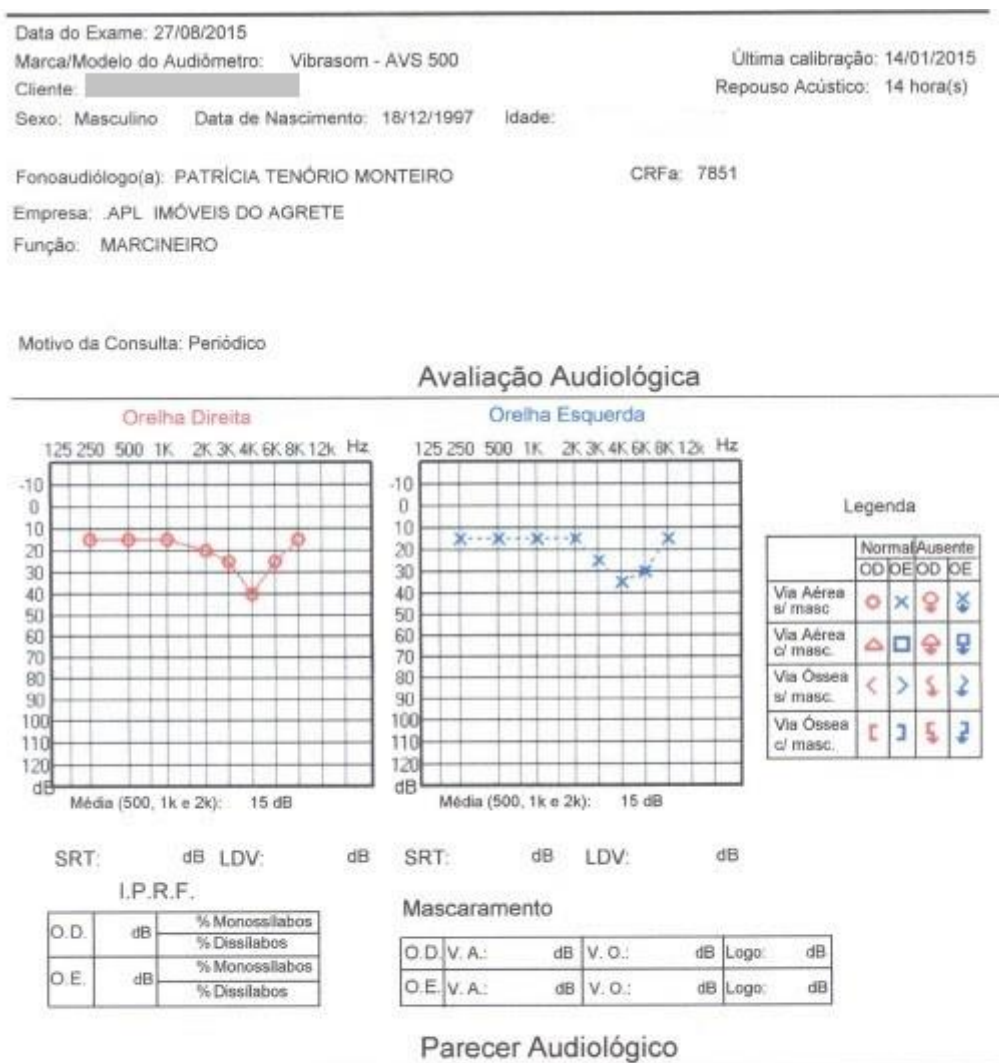 Data do Exame: 27/08/2015
Marca/Modelo do Audiômetro: Vibrasom - AVS 500
Última calibração: 14/01/2015
Cliente:
Repouso Acústico: 14 hora(s)
Sexo: Masculino Data de Nascimento: 18/12/1997 Idade:
Fonoaudiólogo(a): PATRÍCIA TENÓRIO MONTEIRO CRFa: 7851
Empresa: .APL IMÓVEIS DO AGRETE
Função: MARCINEIRO
Motivo da Consulta: Periódico
Avaliação Audiológica
Orelha Direita
125 250 500 1K 2K 3K 4K 6K 8K 12k Hz
-10
0
10
20
30
40
50
60
70
80
90
100
110
120
dB
Média (500, 1k e 2k): 15 dB
Orelha Esquerda
125 250 500 1K 2K 3K 4K 6K 8K 12k Hz
-10
0
10
20
30
40
50
60
70
80
90
100
110
120
dB
Média (500, 1k e 2k): 15 dB
Legenda
Normal Ausente
OD OE OD OE
Via Aérea
s/ masc
Via Aérea
c/ masc.
Via Óssea
s/ masc.
Via Óssea
c/ masc.
SRT: dB LDV: dB SRT: dB LDV: dB
I.P.R.F.
O.D. dB % Monossílabos
% Dissílabos
O.E. dB % Monossílabos
% Dissílabos
Mascaramento
O.D. V. A.: dB V. O.: dB Logo: dB
O.E. V. A.: dB V. O.: dB Logo: dB
Parecer Audiológico